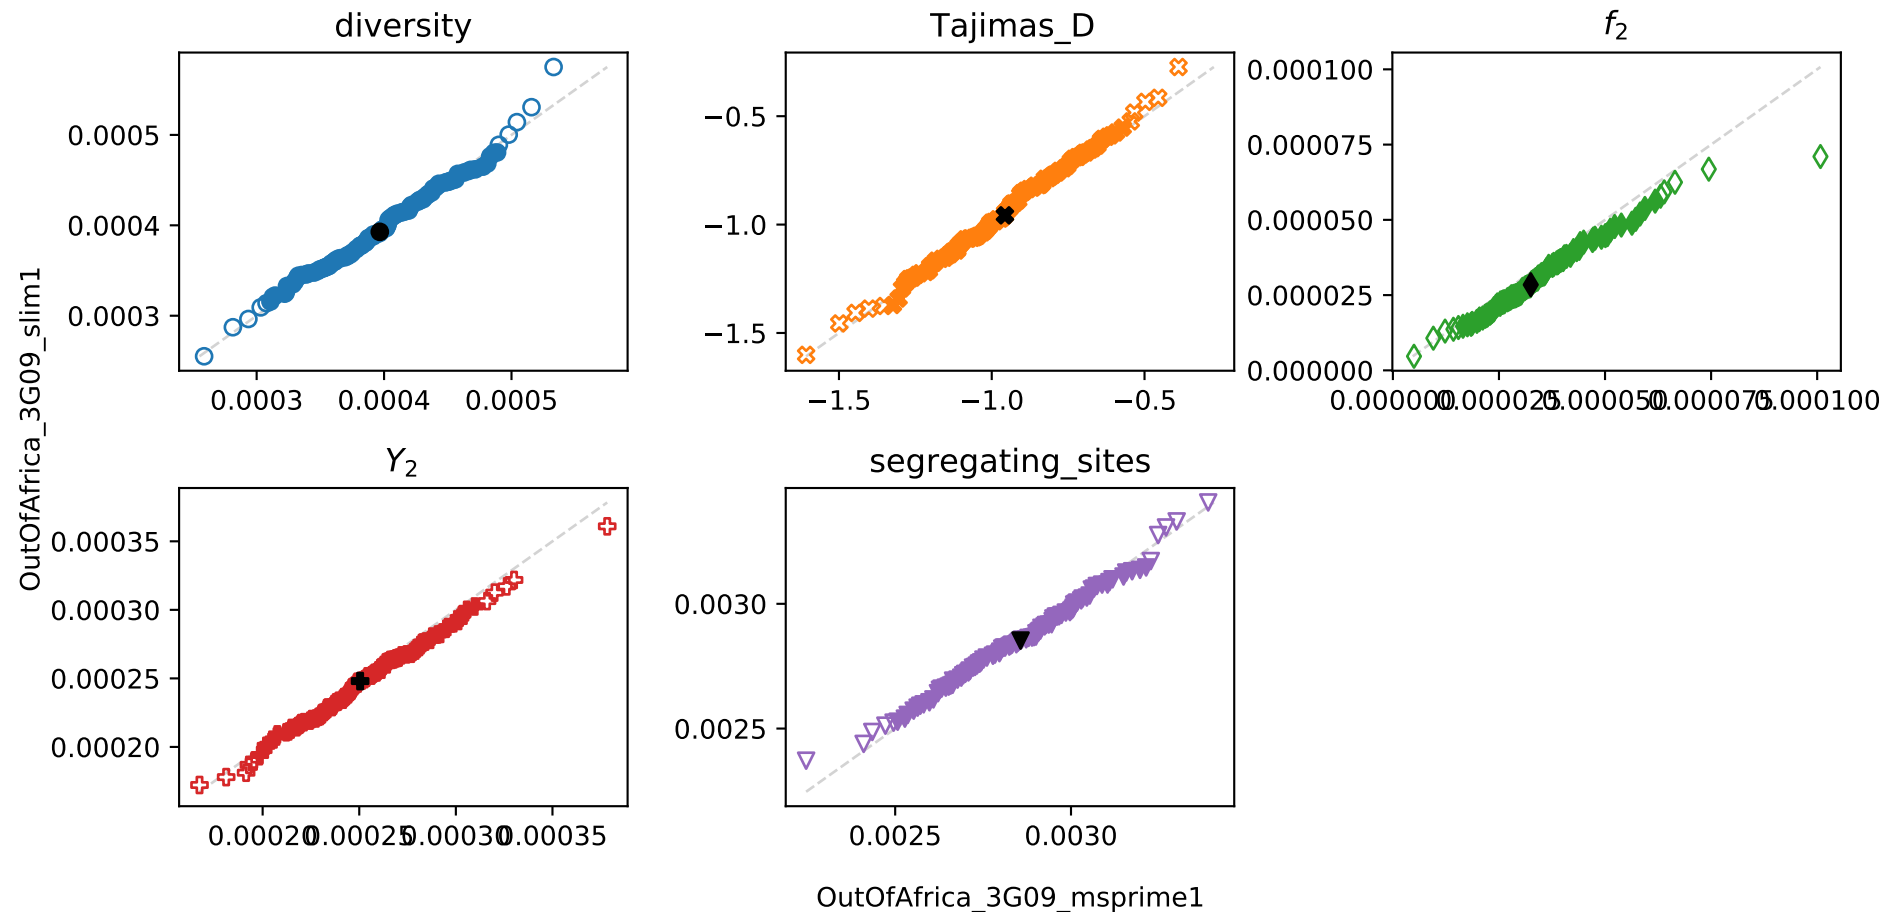 diversity
Tajimas_D
f₂
0.0005
0.0004
0.0003
0.0003 0.0004 0.0005
−0.5
−1.0
−1.5
−1.5 −1.0 −0.5
0.000100
0.000075
0.000050
0.000025
0.000000
0.000000 0.000025 0.000050 0.000075 0.000100
OutOfAfrica_3G09_slim1
Y₂
segregating_sites
0.00035
0.00030
0.00025
0.00020
0.00020 0.00025 0.00030 0.00035
0.0030
0.0025
0.0025 0.0030
OutOfAfrica_3G09_msprime1